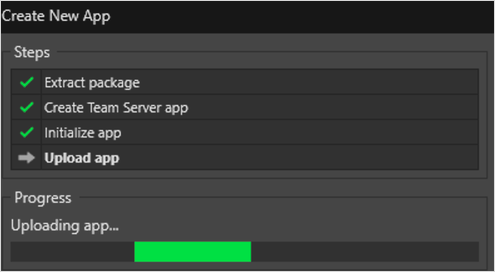 Create New App
Steps
Extract package
Create Team Server app
Initialize app
Upload app
Progress
Uploading app...